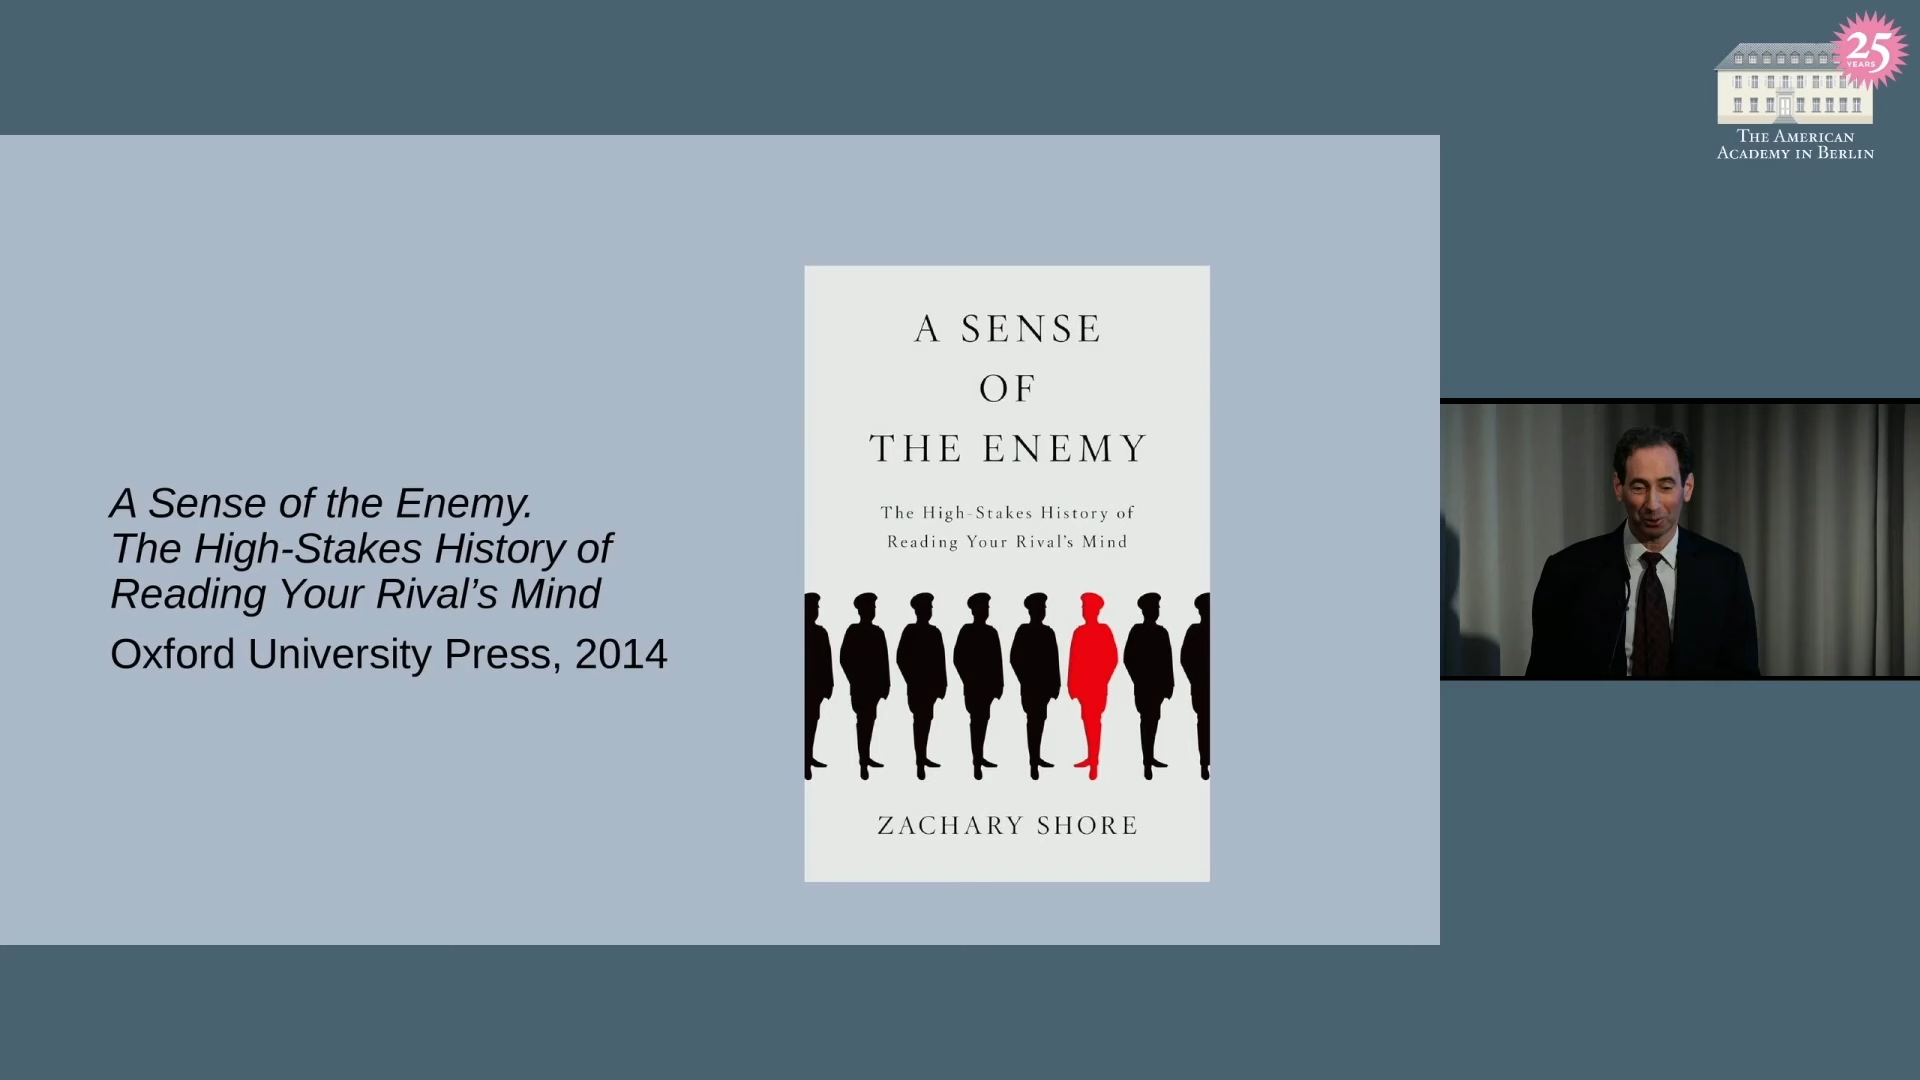 25
YEARS
THE AMERICAN
ACADEMY IN BERLIN
A Sense of the Enemy.
The High-Stakes History of
Reading Your Rival’s Mind
Oxford University Press, 2014
A SENSE
OF
THE ENEMY
The High-Stakes History of
Reading Your Rival’s Mind
ZACHARY SHORE